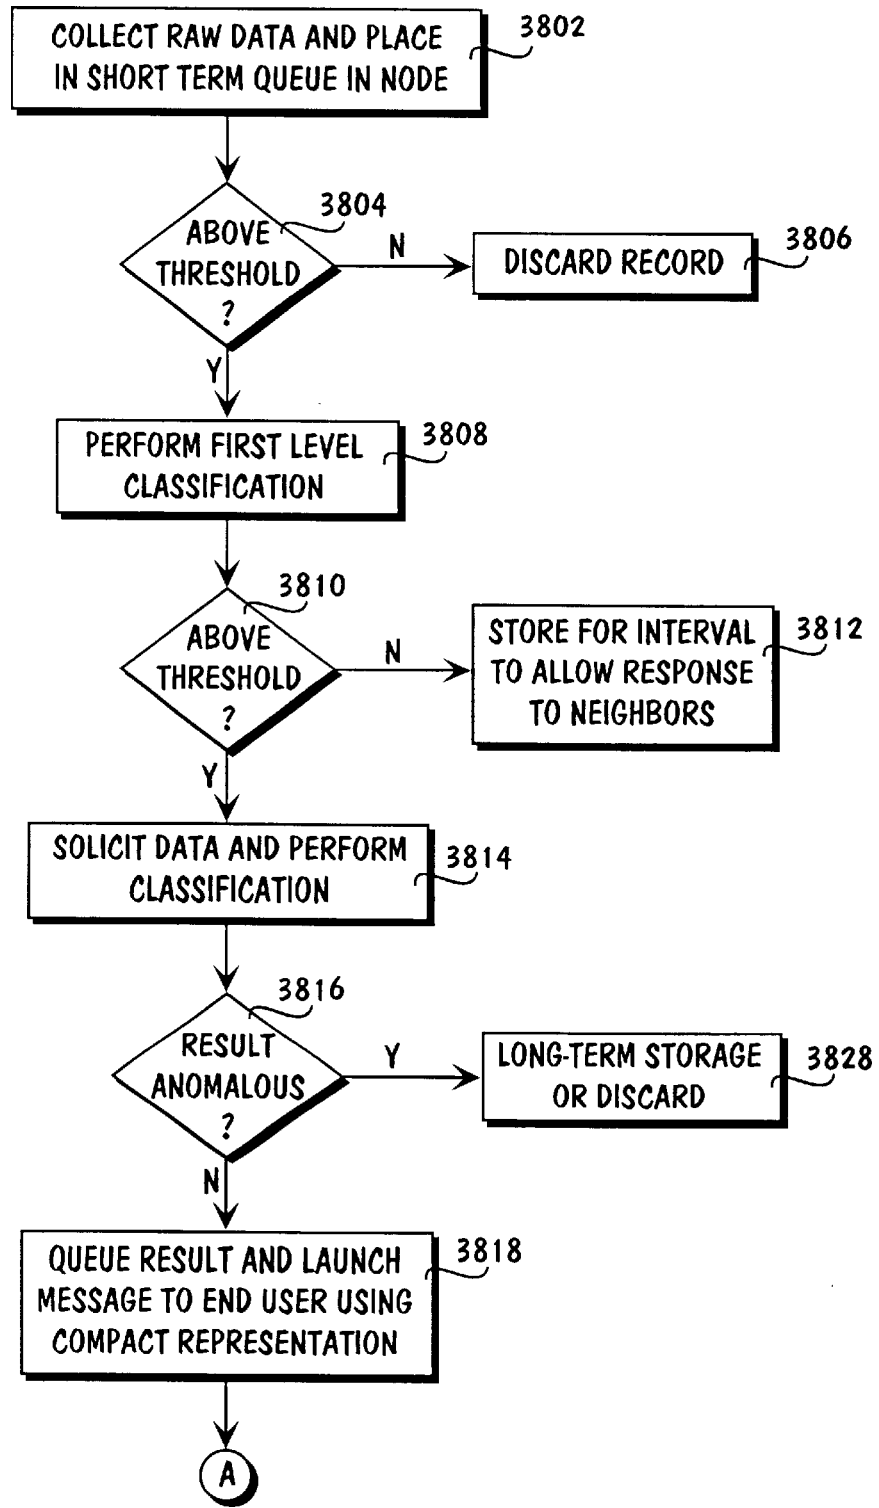 COLLECT RAW DATA AND PLACE
IN SHORT TERM QUEUE IN NODE
3802
3804
ABOVE
THRESHOLD
?
N
DISCARD RECORD
3806
Y
PERFORM FIRST LEVEL
CLASSIFICATION
3808
3810
ABOVE
THRESHOLD
?
N
STORE FOR INTERVAL
TO ALLOW RESPONSE
TO NEIGHBORS
3812
Y
SOLICIT DATA AND PERFORM
CLASSIFICATION
3814
3816
RESULT
ANOMALOUS
?
Y
LONG-TERM STORAGE
OR DISCARD
3828
N
QUEUE RESULT AND LAUNCH
MESSAGE TO END USER USING
COMPACT REPRESENTATION
3818
A